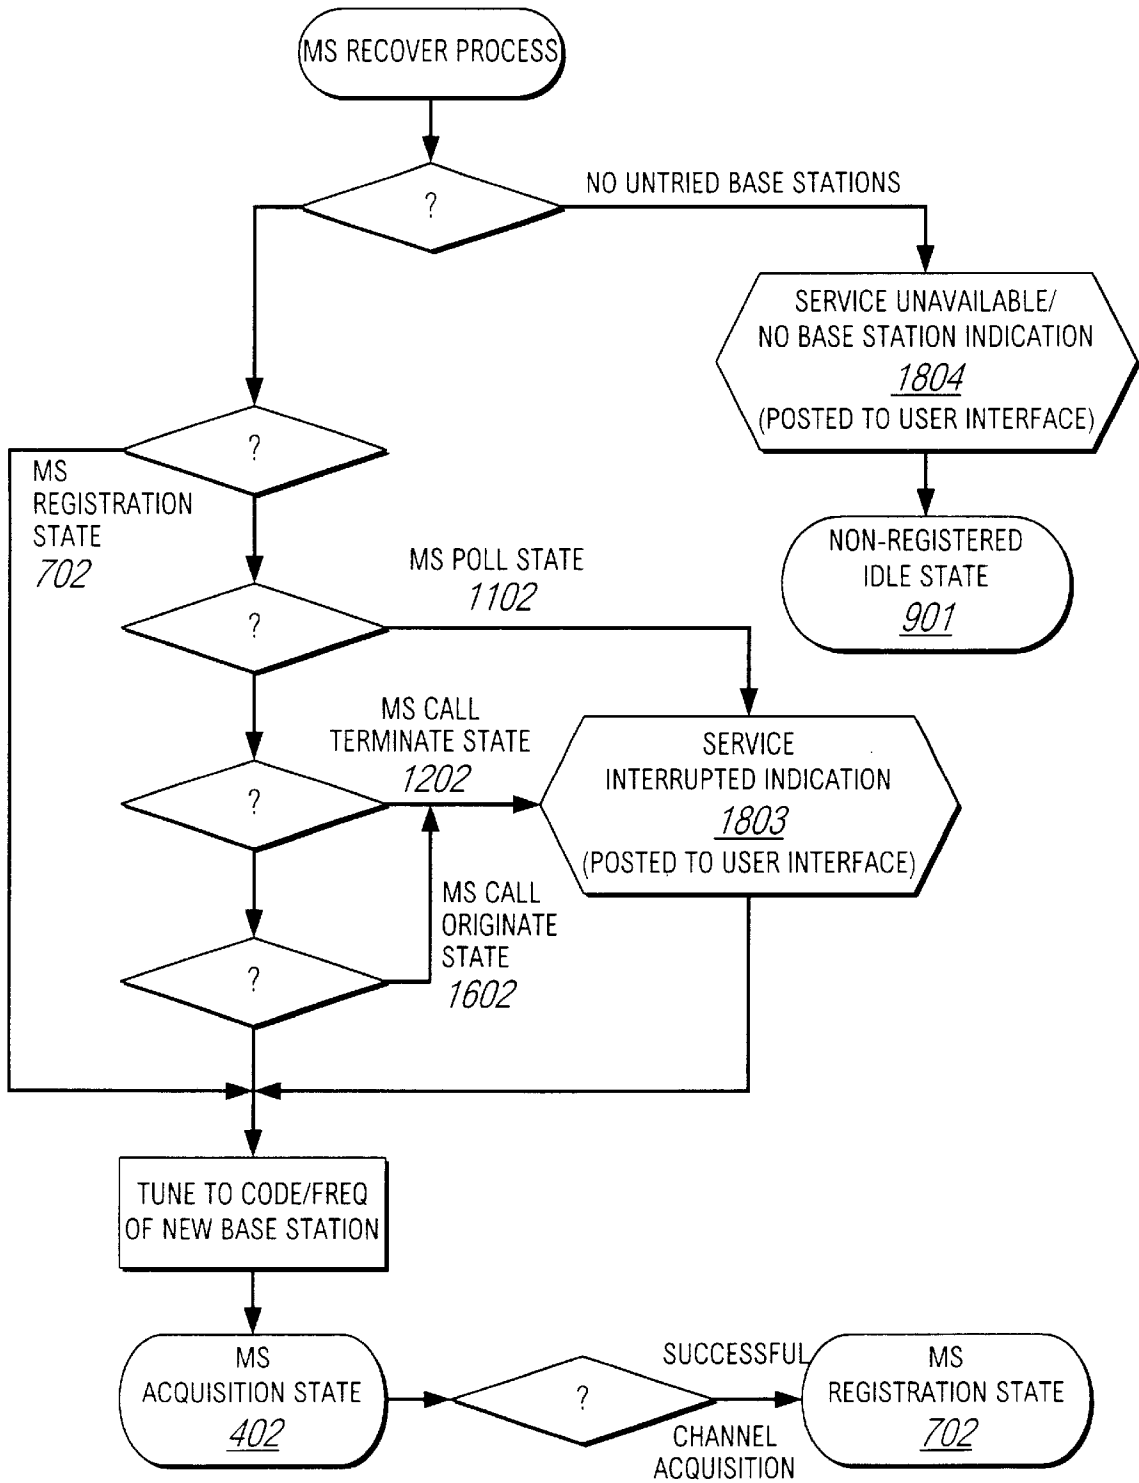 MS RECOVER PROCESS
?
NO UNTRIED BASE STATIONS
SERVICE UNAVAILABLE/
NO BASE STATION INDICATION
1804
(POSTED TO USER INTERFACE)
?
MS
REGISTRATION
STATE
702
NON-REGISTERED
IDLE STATE
901
MS POLL STATE
1102
?
MS CALL
TERMINATE STATE
1202
?
SERVICE
INTERRUPTED INDICATION
1803
(POSTED TO USER INTERFACE)
MS CALL
ORIGINATE
STATE
1602
?
TUNE TO CODE/FREQ
OF NEW BASE STATION
MS
ACQUISITION STATE
402
?
SUCCESSFUL
CHANNEL
ACQUISITION
MS
REGISTRATION STATE
702